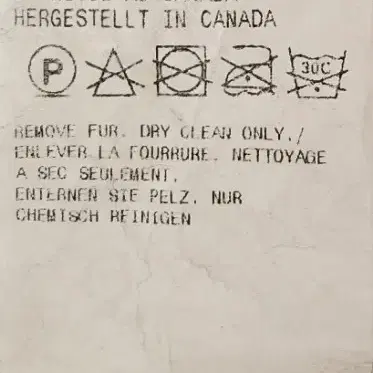 HERGESTELLT IN CANADA
P
30C
REMOVE FUR. DRY CLEAN ONLY./
ENLEVER LA FOURRURE. NETTOYAGE
A SEC SEULEMENT.
ENTERNEN SIE PELZ. NUR
CHEMISCH REINIGEN